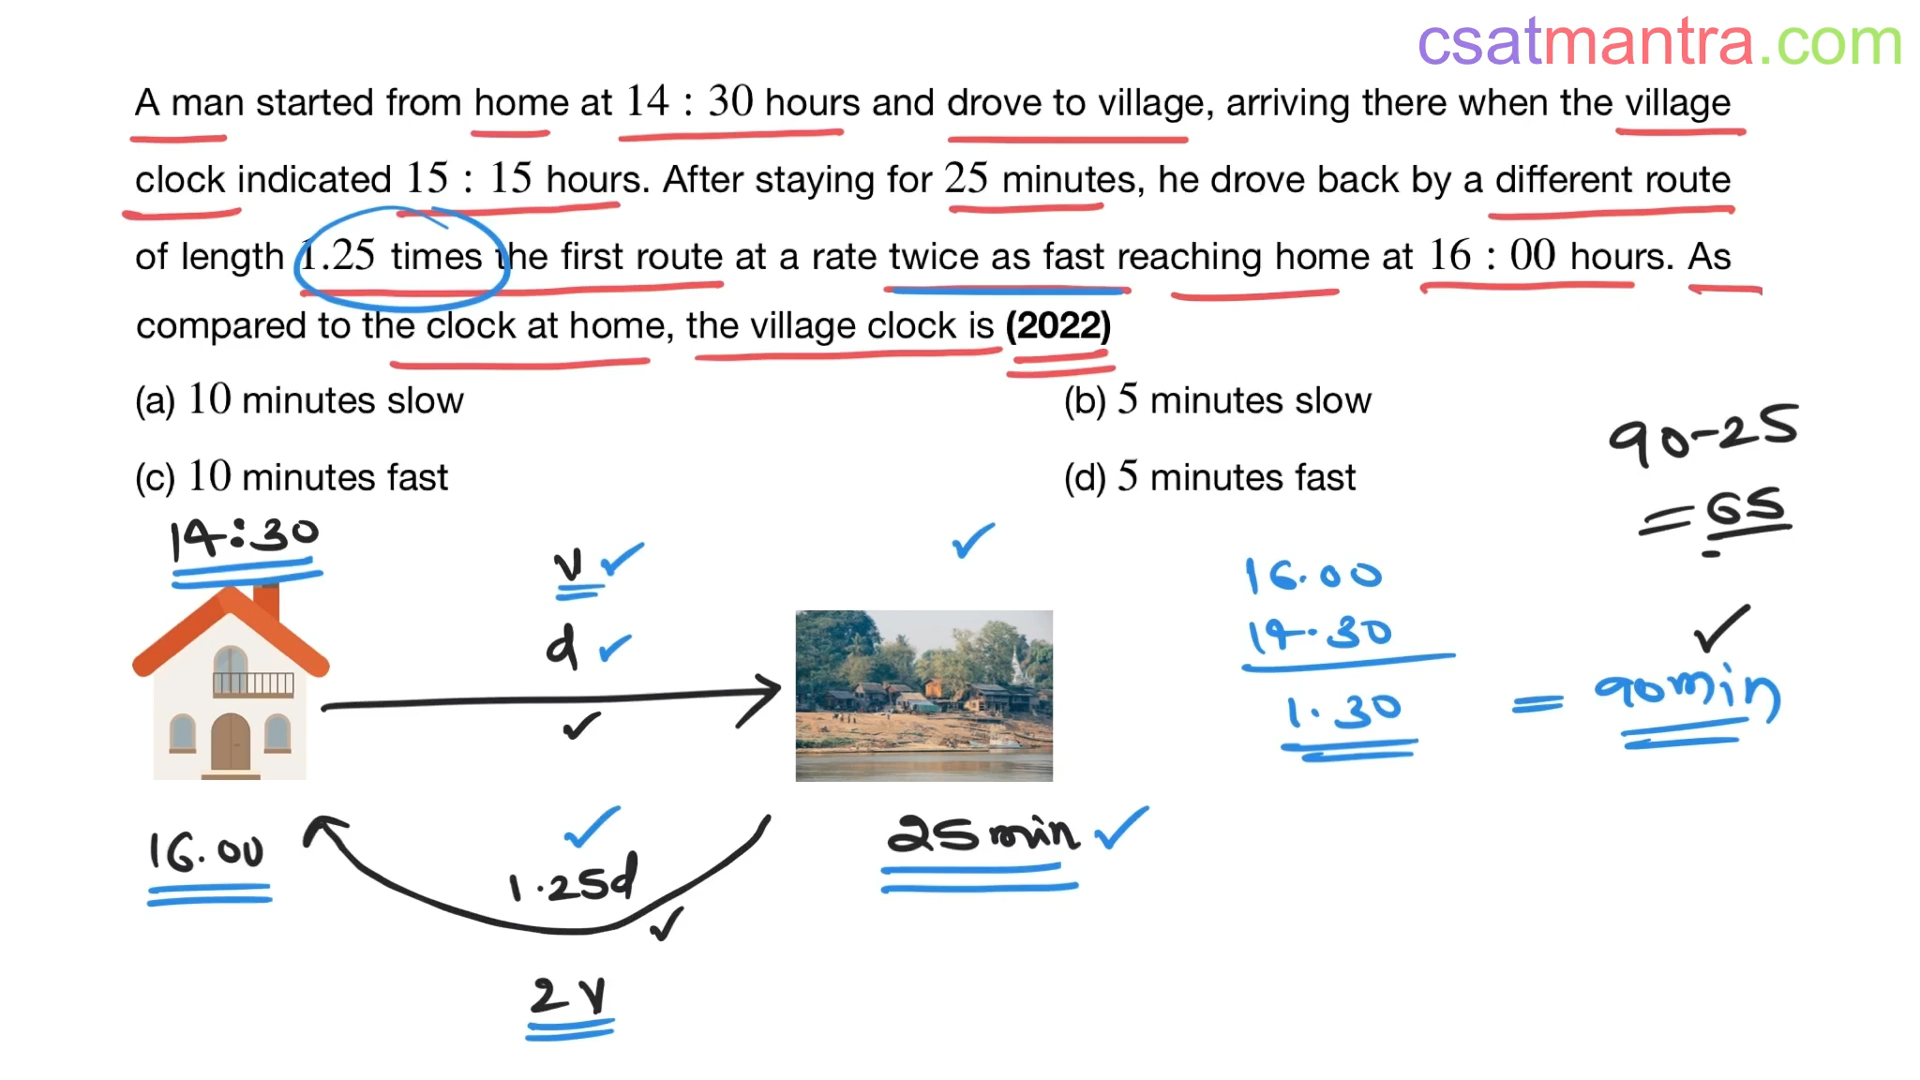 csatmantra.com
A man started from home at 14 : 30 hours and drove to village, arriving there when the village
clock indicated 15 : 15 hours. After staying for 25 minutes, he drove back by a different route
of length 1.25 times the first route at a rate twice as fast reaching home at 16 : 00 hours. As
compared to the clock at home, the village clock is (2022)
(a) 10 minutes slow
(b) 5 minutes slow
(c) 10 minutes fast
(d) 5 minutes fast
90-25
= 65
14:30
v
d
16.00
14.30
1.30 = 90min
16.00
1.25d
25min
2v